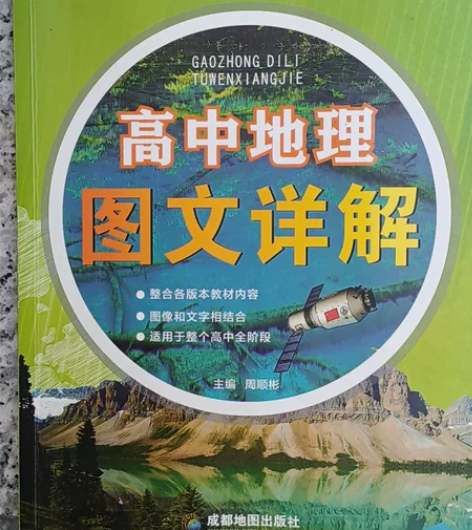 GAOZHONG DILI
TUWENXIANGJIE
高中地理
图文详解
● 整合各版本教材内容
● 图像和文字相结合
● 适用于整个高中全阶段
主编 周顺彬
成都地图出版社